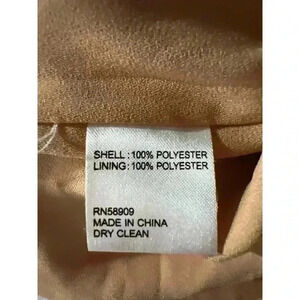 SHELL: 100% POLYESTER
LINING: 100% POLYESTER
RN58909
MADE IN CHINA
DRY CLEAN